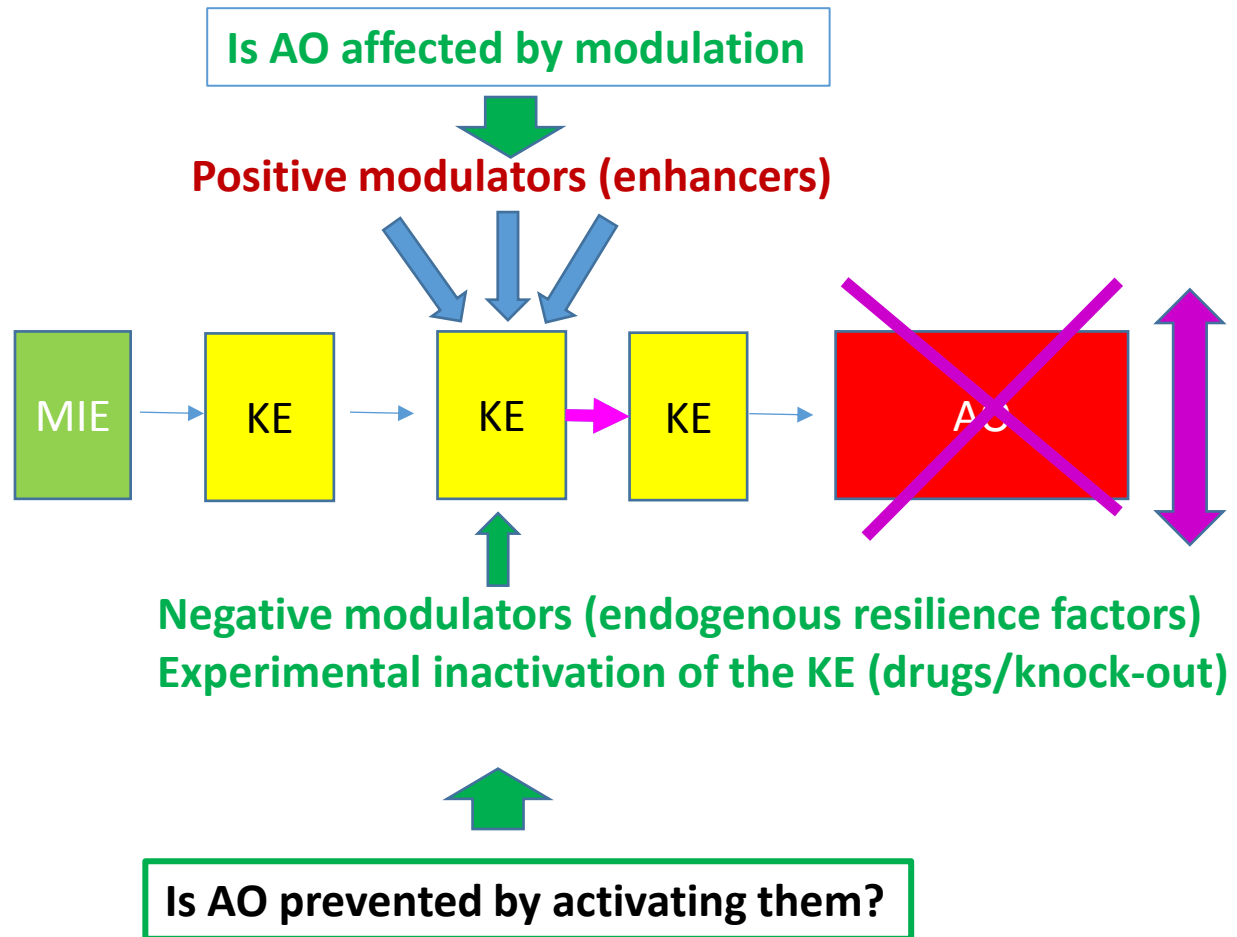 Is AO affected by modulation
Positive modulators (enhancers)
MIE
KE
KE
KE
AO
Negative modulators (endogenous resilience factors)
Experimental inactivation of the KE (drugs/knock-out)
Is AO prevented by activating them?